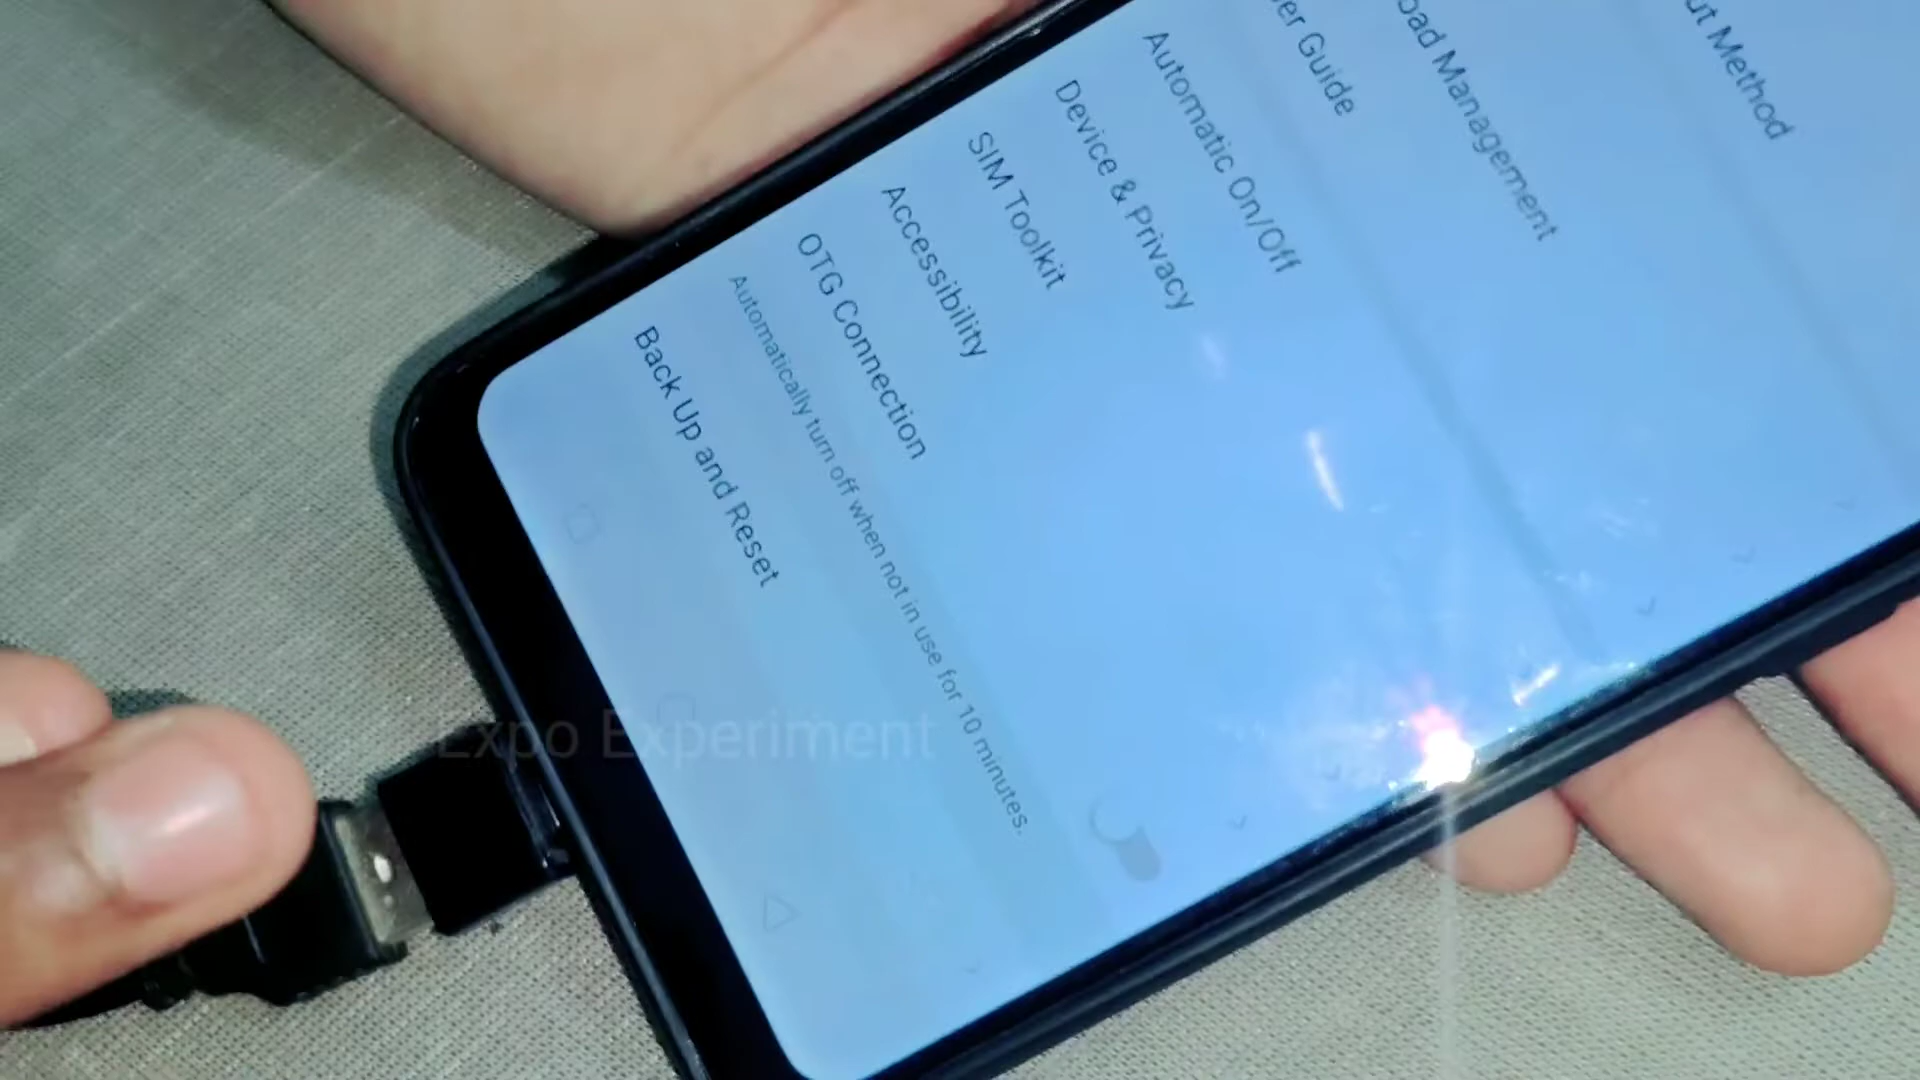 ut Method
oad Management
er Guide
Automatic On/Off
Device & Privacy
SIM Toolkit
Accessibility
OTG Connection
Automatically turn off when not in use for 10 minutes.
Back Up and Reset
Expo Experiment